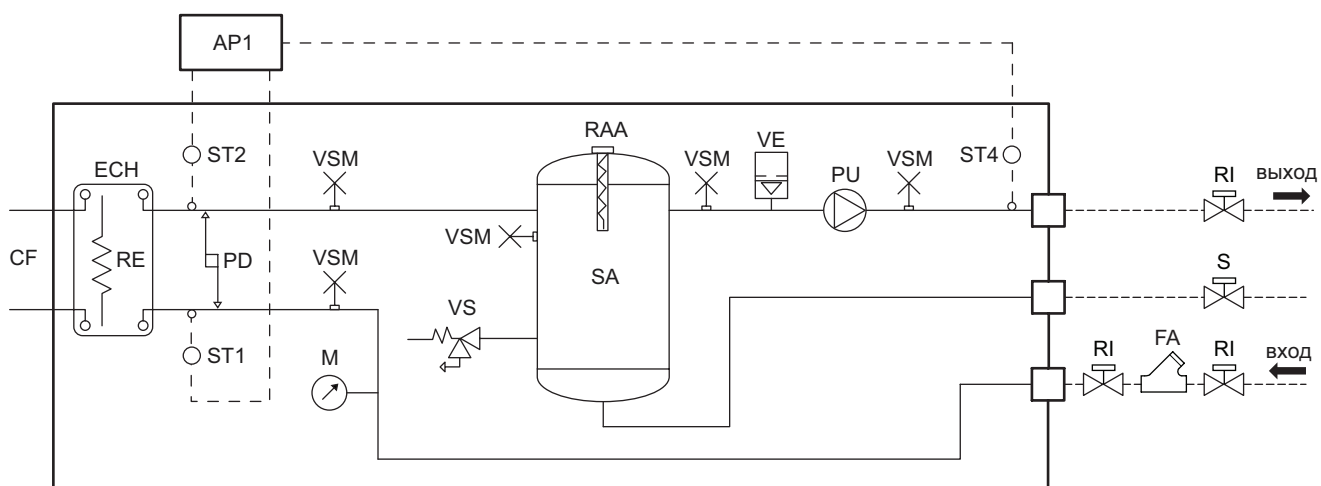 AP1
RAA
VE
ECH
ST2
VSM
VSM
PU
VSM
ST4
RI
выход
CF
RE
PD
VSM
VSM
SA
S
VS
ST1
M
RI
FA
RI
вход